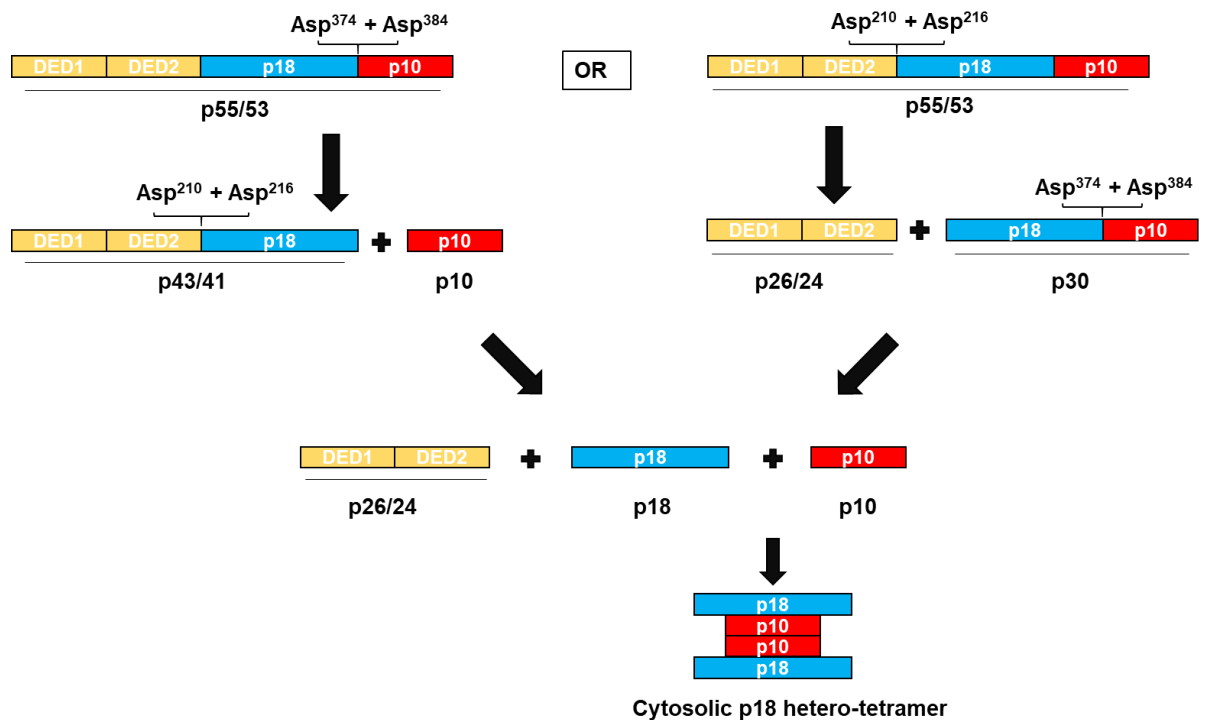 Asp³⁷⁴ + Asp³⁸⁴
DED1 DED2 p18 p10
p55/53
OR
Asp²¹⁰ + Asp²¹⁶
DED1 DED2 p18 p10
p55/53
Asp²¹⁰ + Asp²¹⁶
DED1 DED2 p18 + p10
p43/41 p10
Asp³⁷⁴ + Asp³⁸⁴
DED1 DED2 + p18 p10
p26/24 p30
DED1 DED2 + p18 + p10
p26/24 p18 p10
p18
p10
p10
p18
Cytosolic p18 hetero-tetramer